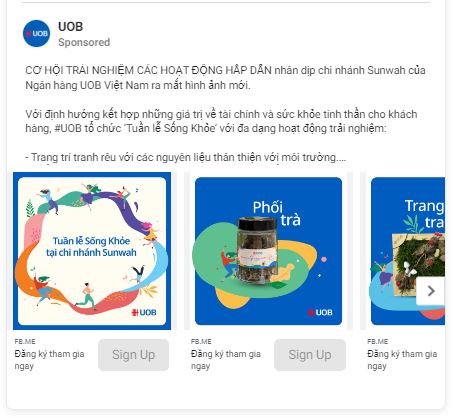 UOB
Sponsored
CƠ HỘI TRẢI NGHIỆM CÁC HOẠT ĐỘNG HẤP DẪN nhân dịp chi nhánh Sunwah của
Ngân hàng UOB Việt Nam ra mắt hình ảnh mới.
Với định hướng kết hợp những giá trị về tài chính và sức khỏe tinh thần cho khách
hàng, #UOB tổ chức 'Tuần lễ Sống Khỏe' với đa dạng hoạt động trải nghiệm:
- Trang trí tranh rêu với các nguyên liệu thân thiện với môi trường....
Tuần lễ Sống Khỏe
tại chi nhánh Sunwah
UOB
Phối
trà
UOB
Trang
tra
FB.ME
Đăng ký tham gia
ngay
Sign Up
FB.ME
Đăng ký tham gia
ngay
Sign Up
FB.ME
Đăng ký tham gia
ngay